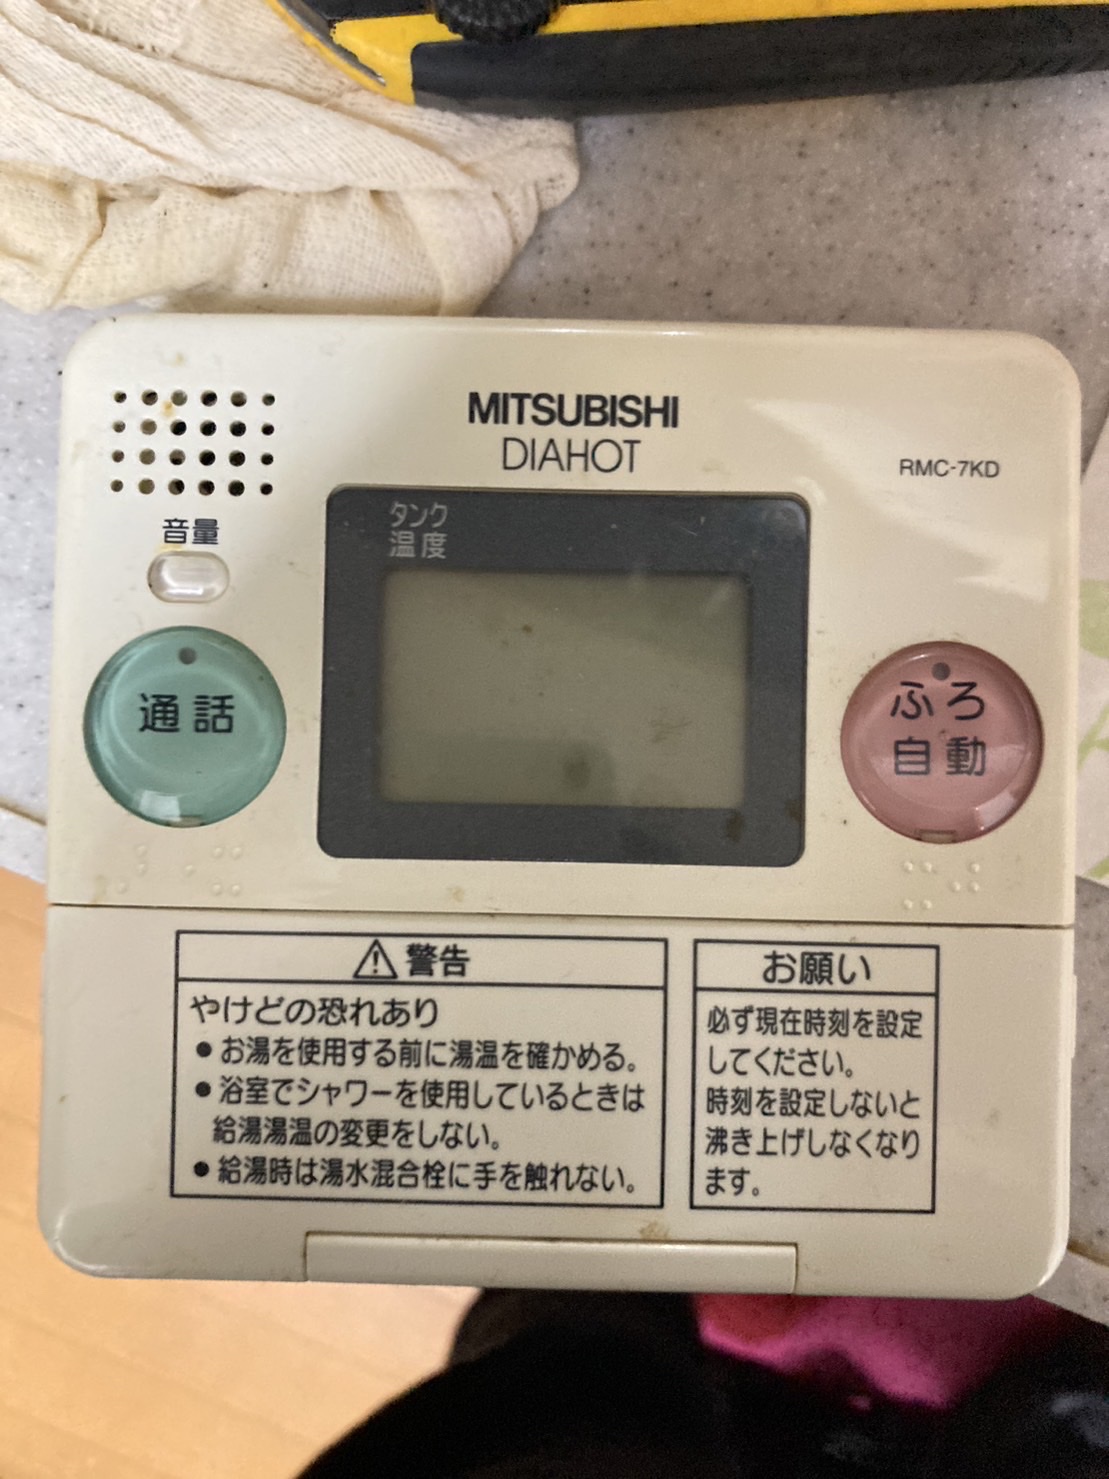 MITSUBISHI
DIAHOT
RMC-7KD
タンク
温度
音量
通話
ふろ
自動
警告
やけどの恐れあり
●お湯を使用する前に湯温を確かめる。
●浴室でシャワーを使用しているときは
給湯湯温の変更をしない。
●給湯時は湯水混合栓に手を触れない。
お願い
必ず現在時刻を設定
してください。
時刻を設定しないと
沸き上げしなくなり
ます。